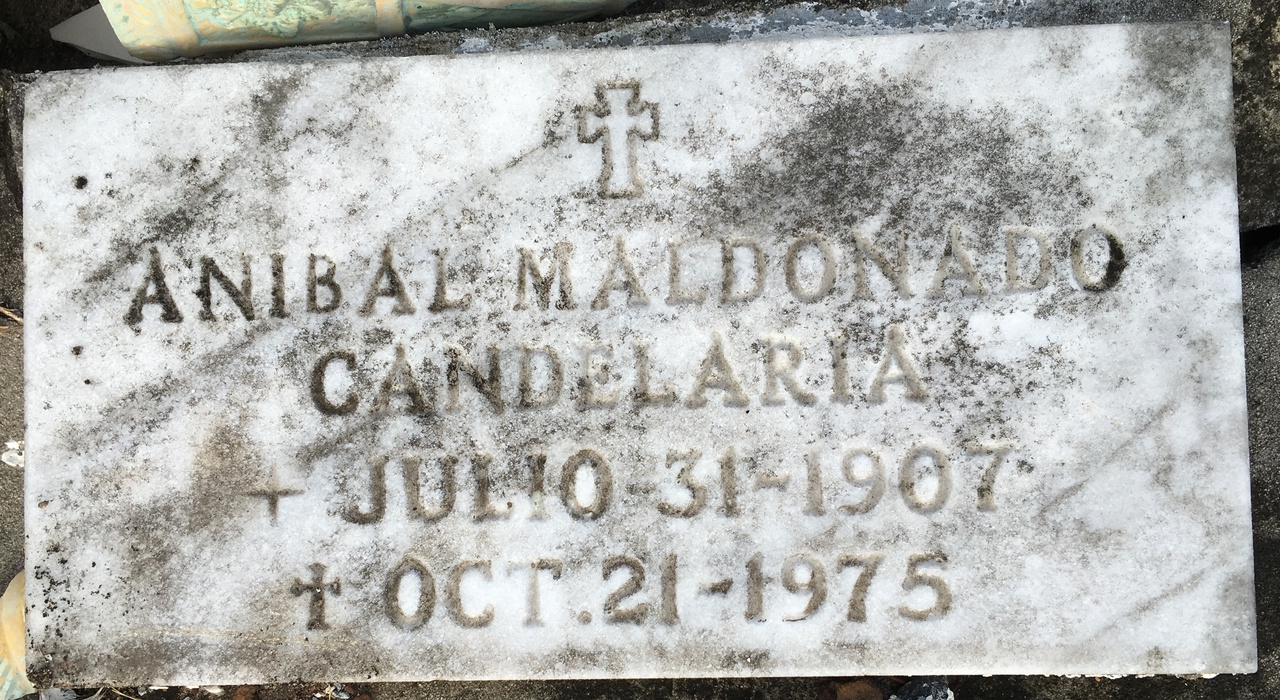 ANIBAL MALDONADO
CANDELARIA
+ JULIO 31-1907
✝ OCT. 21-1975